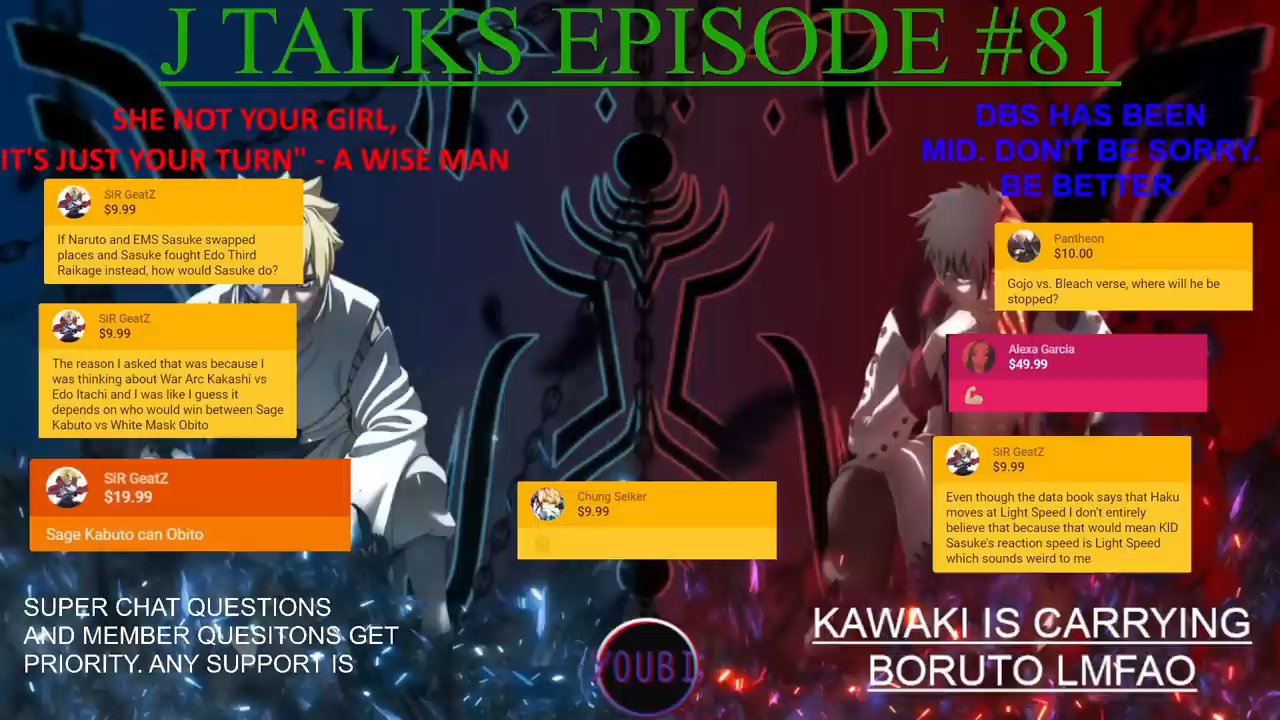 J TALKS EPISODE #81
SHE NOT YOUR GIRL,
IT'S JUST YOUR TURN" - A WISE MAN
SiR GeatZ
$9.99
If Naruto and EMS Sasuke swapped
places and Sasuke fought Edo Third
Raikage instead, how would Sasuke do?
SiR GeatZ
$9.99
The reason I asked that was because I
was thinking about War Arc Kakashi vs
Edo Itachi and I was like I guess it
depends on who would win between Sage
Kabuto vs White Mask Obito
SiR GeatZ
$19.99
Sage Kabuto can Obito
SUPER CHAT QUESTIONS
AND MEMBER QUESITONS GET
PRIORITY. ANY SUPPORT IS
Chung Seiker
$9.99
YOUBI
DBS HAS BEEN
MID. DON'T BE SORRY.
BE BETTER.
Pantheon
$10.00
Gojo vs. Bleach verse, where will he be
stopped?
Alexa Garcia
$49.99
SiR GeatZ
$9.99
Even though the data book says that Haku
moves at Light Speed I don't entirely
believe that because that would mean KID
Sasuke's reaction speed is Light Speed
which sounds weird to me
KAWAKI IS CARRYING
BORUTO LMFAO